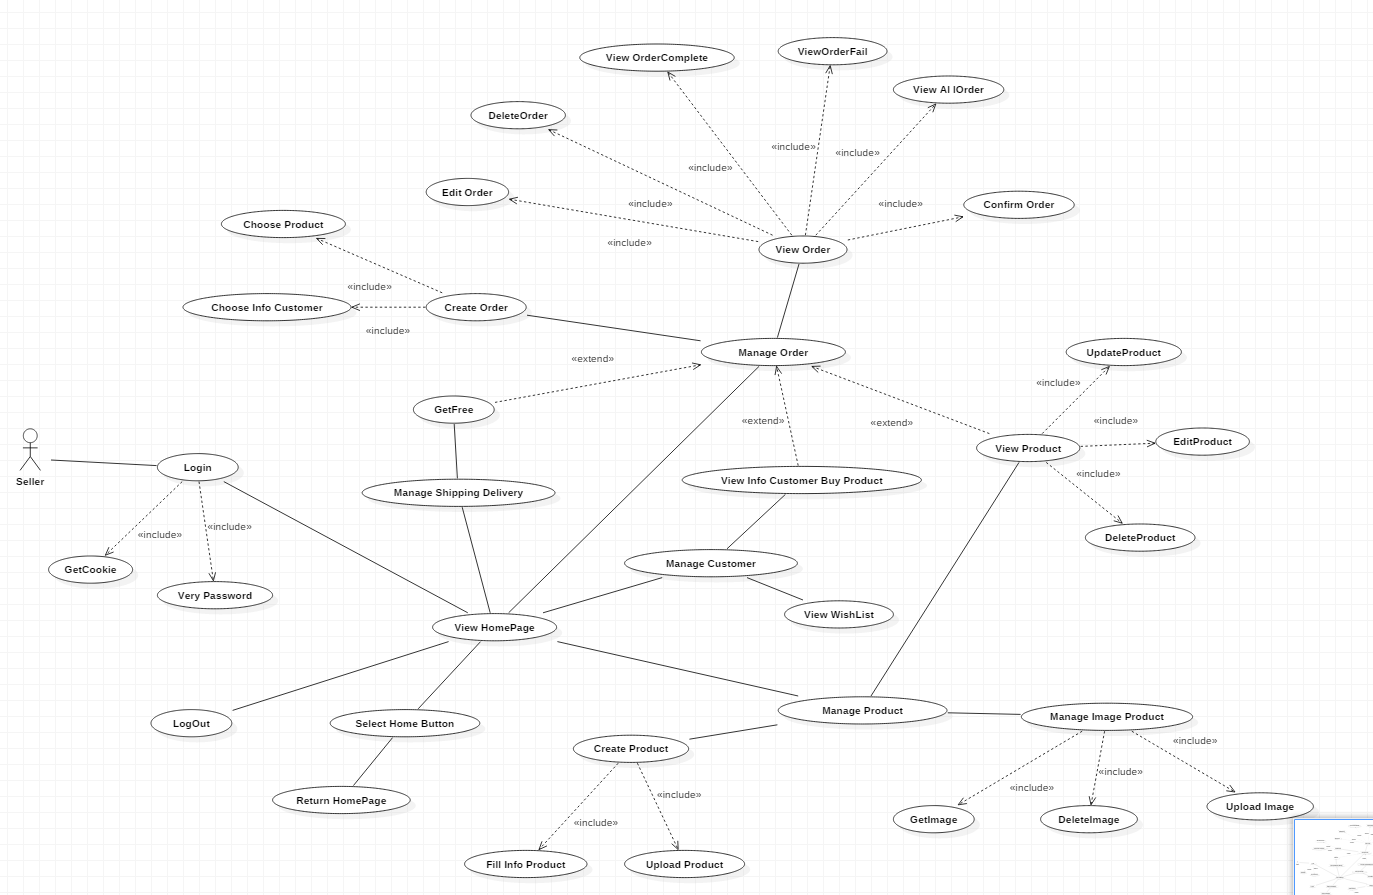 View OrderComplete
ViewOrderFail
View Al lOrder
DeleteOrder
«include»
«include»
«include»
Edit Order
«include»
«include»
Confirm Order
Choose Product
«include»
View Order
«include»
Choose Info Customer
Create Order
«include»
Manage Order
UpdateProduct
«extend»
«include»
GetFree
«extend»
«extend»
«include»
EditProduct
View Product
Login
«include»
Seller
View Info Customer Buy Product
Manage Shipping Delivery
«include»
«include»
DeleteProduct
GetCookie
Manage Customer
Very Password
View WishList
View HomePage
LogOut
Select Home Button
Manage Product
Manage Image Product
«include»
Create Product
«include»
«include»
«include»
Return HomePage
Upload Image
«include»
GetImage
DeleteImage
Fill Info Product
Upload Product